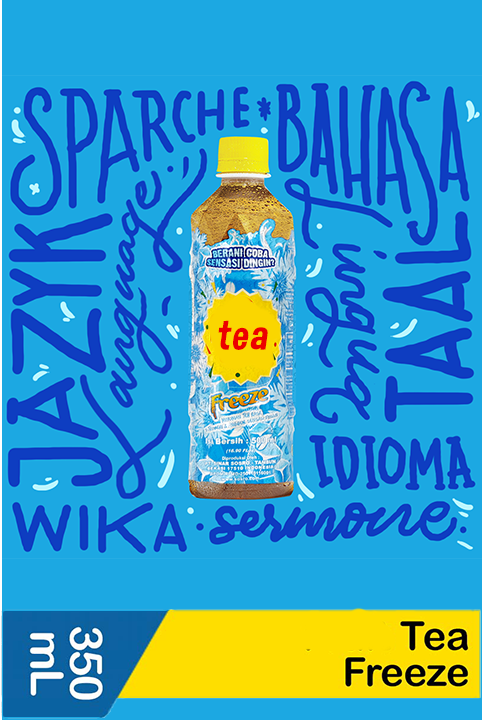 SPARCHE * BAHASA
JAZYK
Language
Lingua
TAAL
IDIOMA
WIKA · sermone.
BERANI COBA
SENSASI DINGIN?
tea
Freeze
350
mL
Tea
Freeze